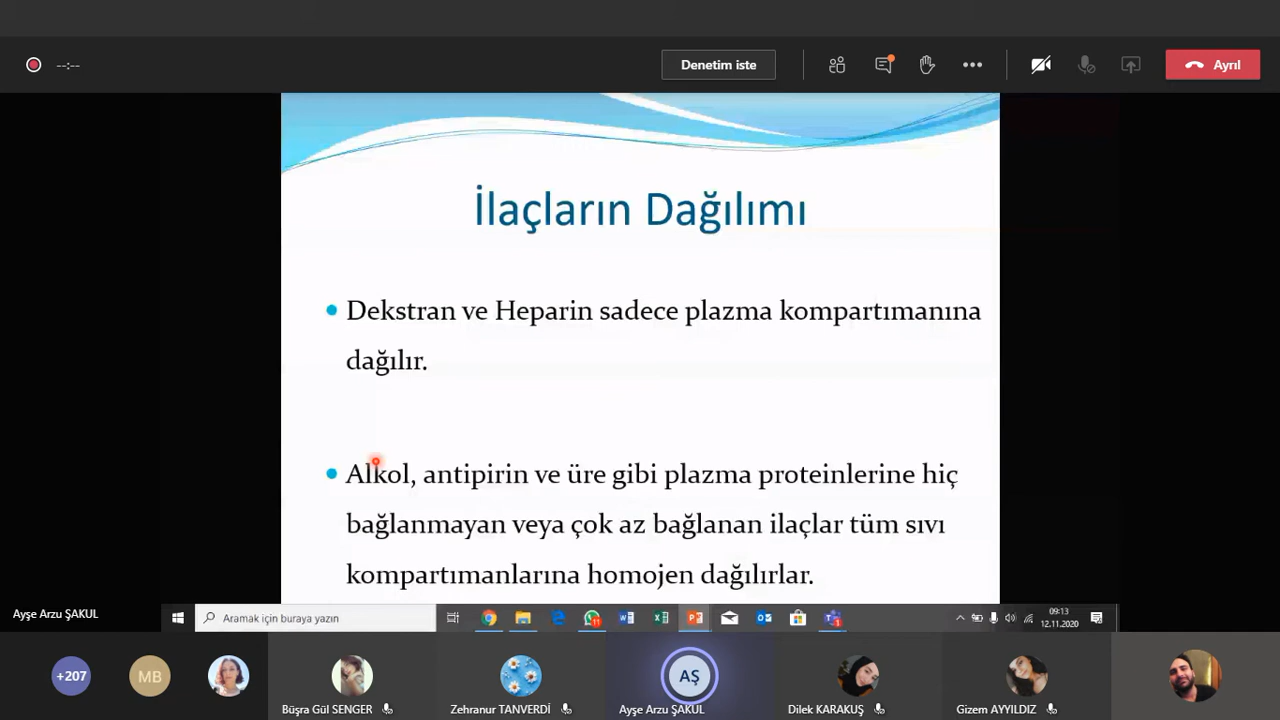 --:--
Denetim iste
Ayrıl
İlaçların Dağılımı
Dekstran ve Heparin sadece plazma kompartımanına
dağılır.
Alkol, antipirin ve üre gibi plazma proteinlerine hiç
bağlanmayan veya çok az bağlanan ilaçlar tüm sıvı
kompartımanlarına homojen dağılırlar.
Ayşe Arzu ŞAKUL
Aramak için buraya yazın
11
09:13
12.11.2020
+207
MB
Büşra Gül SENGER
Zehranur TANVERDİ
AŞ
Ayşe Arzu ŞAKUL
Dilek KARAKUŞ
Gizem AYYILDIZ